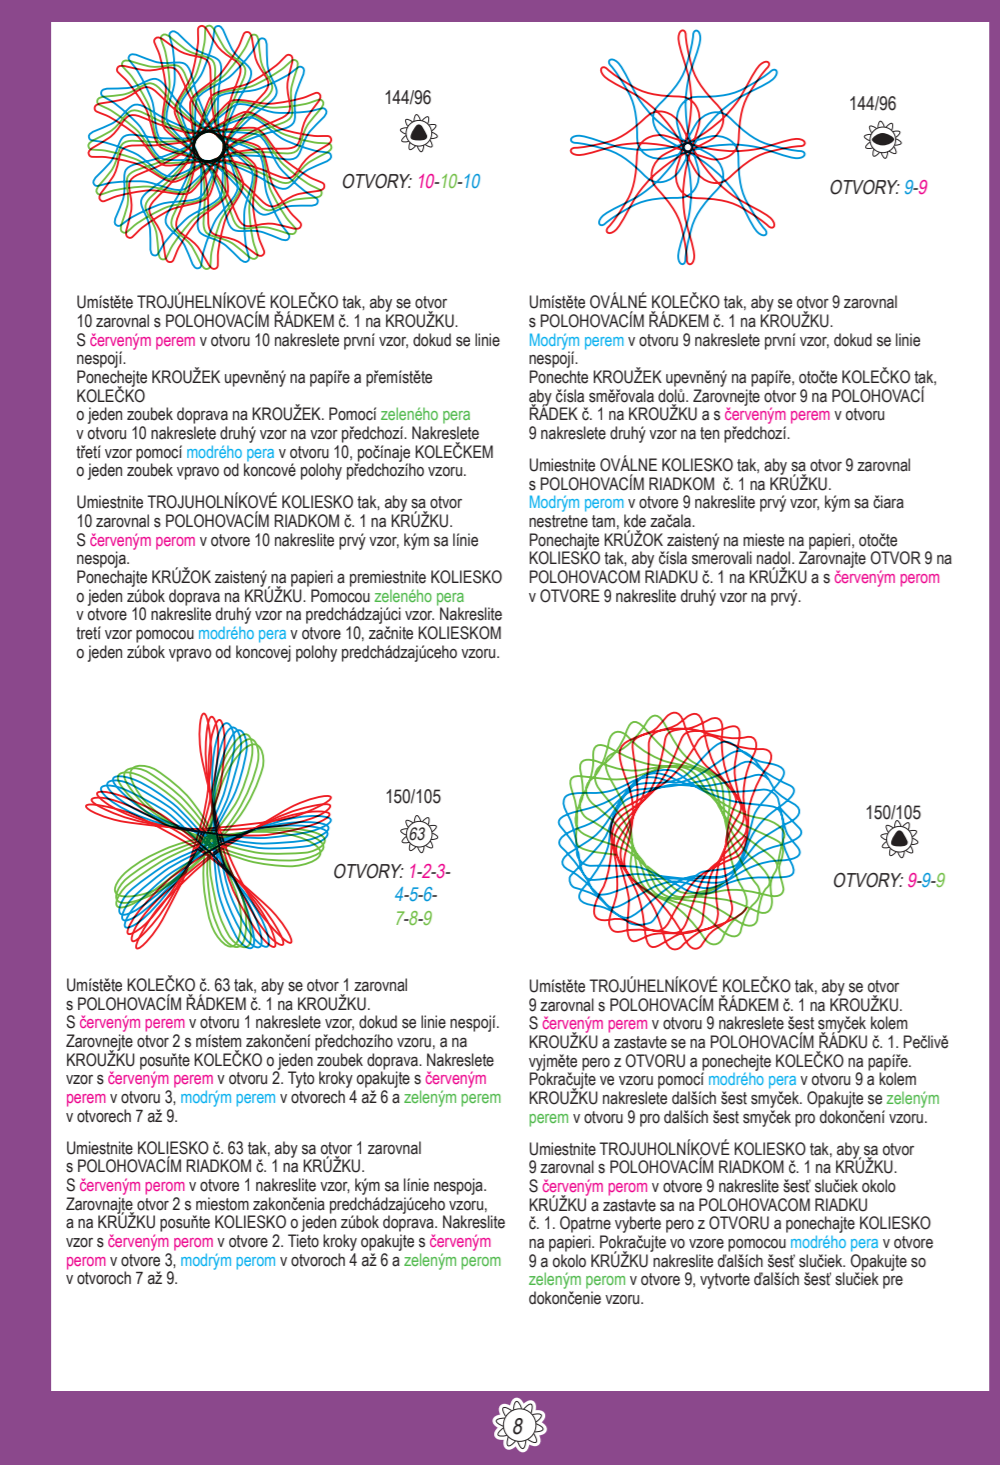 144/96
OTVORY: 10-10-10
Umístěte TROJÚHELNÍKOVÉ KOLEČKO tak, aby se otvor
10 zarovnal s POLOHOVACÍM ŘÁDKEM č. 1 na KROUŽKU.
S červeným perem v otvoru 10 nakreslete první vzor, dokud se linie
nespojí.
Ponechejte KROUŽEK upevněný na papíře a přemístěte
KOLEČKO
o jeden zoubek doprava na KROUŽEK. Pomocí zeleného pera
v otvoru 10 nakreslete druhý vzor na vzor předchozí. Nakreslete
třetí vzor pomocí modrého pera v otvoru 10, počínaje KOLEČKEM
o jeden zoubek vpravo od koncové polohy předchozího vzoru.
Umiestnite TROJUHOLNÍKOVÉ KOLIESKO tak, aby sa otvor
10 zarovnal s POLOHOVACÍM RIADKOM č. 1 na KRÚŽKU.
S červeným perom v otvore 10 nakreslite prvý vzor, kým sa línie
nespoja.
Ponechajte KRÚŽOK zaistený na papieri a premiestnite KOLIESKO
o jeden zúbok doprava na KRÚŽKU. Pomocou zeleného pera
v otvore 10 nakreslite druhý vzor na predchádzajúci vzor. Nakreslite
tretí vzor pomocou modrého pera v otvore 10, začnite KOLIESKOM
o jeden zúbok vpravo od koncovej polohy predchádzajúceho vzoru.
144/96
OTVORY: 9-9
Umístěte OVÁLNÉ KOLEČKO tak, aby se otvor 9 zarovnal
s POLOHOVACÍM ŘÁDKEM č. 1 na KROUŽKU.
Modrým perem v otvoru 9 nakreslete první vzor, dokud se linie
nespojí.
Ponechte KROUŽEK upevněný na papíře, otočte KOLEČKO tak,
aby čísla směřovala dolů. Zarovnejte otvor 9 na POLOHOVACÍ
ŘÁDEK č. 1 na KROUŽKU a s červeným perem v otvoru
9 nakreslete druhý vzor na ten předchozí.
Umiestnite OVÁLNE KOLIESKO tak, aby sa otvor 9 zarovnal
s POLOHOVACÍM RIADKOM č. 1 na KRÚŽKU.
Modrým perom v otvore 9 nakreslite prvý vzor, kým sa čiara
nestretne tam, kde začala.
Ponechajte KRÚŽOK zaistený na mieste na papieri, otočte
KOLIESKO tak, aby čísla smerovali nadol. Zarovnajte OTVOR 9 na
POLOHOVACOM RIADKU č. 1 na KRÚŽKU a s červeným perom
v OTVORE 9 nakreslite druhý vzor na prvý.
150/105
63
OTVORY: 1-2-3-
4-5-6-
7-8-9
Umístěte KOLEČKO č. 63 tak, aby se otvor 1 zarovnal
s POLOHOVACÍM ŘÁDKEM č. 1 na KROUŽKU.
S červeným perem v otvoru 1 nakreslete vzor, dokud se linie nespojí.
Zarovnejte otvor 2 s místem zakončení předchozího vzoru, a na
KROUŽKU posuňte KOLEČKO o jeden zoubek doprava. Nakreslete
vzor s červeným perem v otvoru 2. Tyto kroky opakujte s červeným
perem v otvoru 3, modrým perem v otvorech 4 až 6 a zeleným perem
v otvorech 7 až 9.
Umiestnite KOLIESKO č. 63 tak, aby sa otvor 1 zarovnal
s POLOHOVACÍM RIADKOM č. 1 na KRÚŽKU.
S červeným perom v otvore 1 nakreslite vzor, kým sa línie nespoja.
Zarovnajte otvor 2 s miestom zakončenia predchádzajúceho vzoru,
a na KRÚŽKU posuňte KOLIESKO o jeden zúbok doprava. Nakreslite
vzor s červeným perom v otvore 2. Tieto kroky opakujte s červeným
perom v otvore 3, modrým perom v otvoroch 4 až 6 a zeleným perom
v otvoroch 7 až 9.
150/105
OTVORY: 9-9-9
Umístěte TROJÚHELNÍKOVÉ KOLEČKO tak, aby se otvor
9 zarovnal s POLOHOVACÍM ŘÁDKEM č. 1 na KROUŽKU.
S červeným perem v otvoru 9 nakreslete šest smyček kolem
KROUŽKU a zastavte se na POLOHOVACÍM ŘÁDKU č. 1. Pečlivě
vyjměte pero z OTVORU a ponechejte KOLEČKO na papíře.
Pokračujte ve vzoru pomocí modrého pera v otvoru 9 a kolem
KROUŽKU nakreslete dalších šest smyček. Opakujte se zeleným
perem v otvoru 9 pro dalších šest smyček pro dokončení vzoru.
Umiestnite TROJUHOLNÍKOVÉ KOLIESKO tak, aby sa otvor
9 zarovnal s POLOHOVACÍM RIADKOM č. 1 na KRÚŽKU.
S červeným perom v otvore 9 nakreslite šesť slučiek okolo
KRÚŽKU a zastavte sa na POLOHOVACOM RIADKU
č. 1. Opatrne vyberte pero z OTVORU a ponechajte KOLIESKO
na papieri. Pokračujte vo vzore pomocou modrého pera v otvore
9 a okolo KRÚŽKU nakreslite ďalších šesť slučiek. Opakujte so
zeleným perom v otvore 9, vytvorte ďalších šesť slučiek pre
dokončenie vzoru.
8